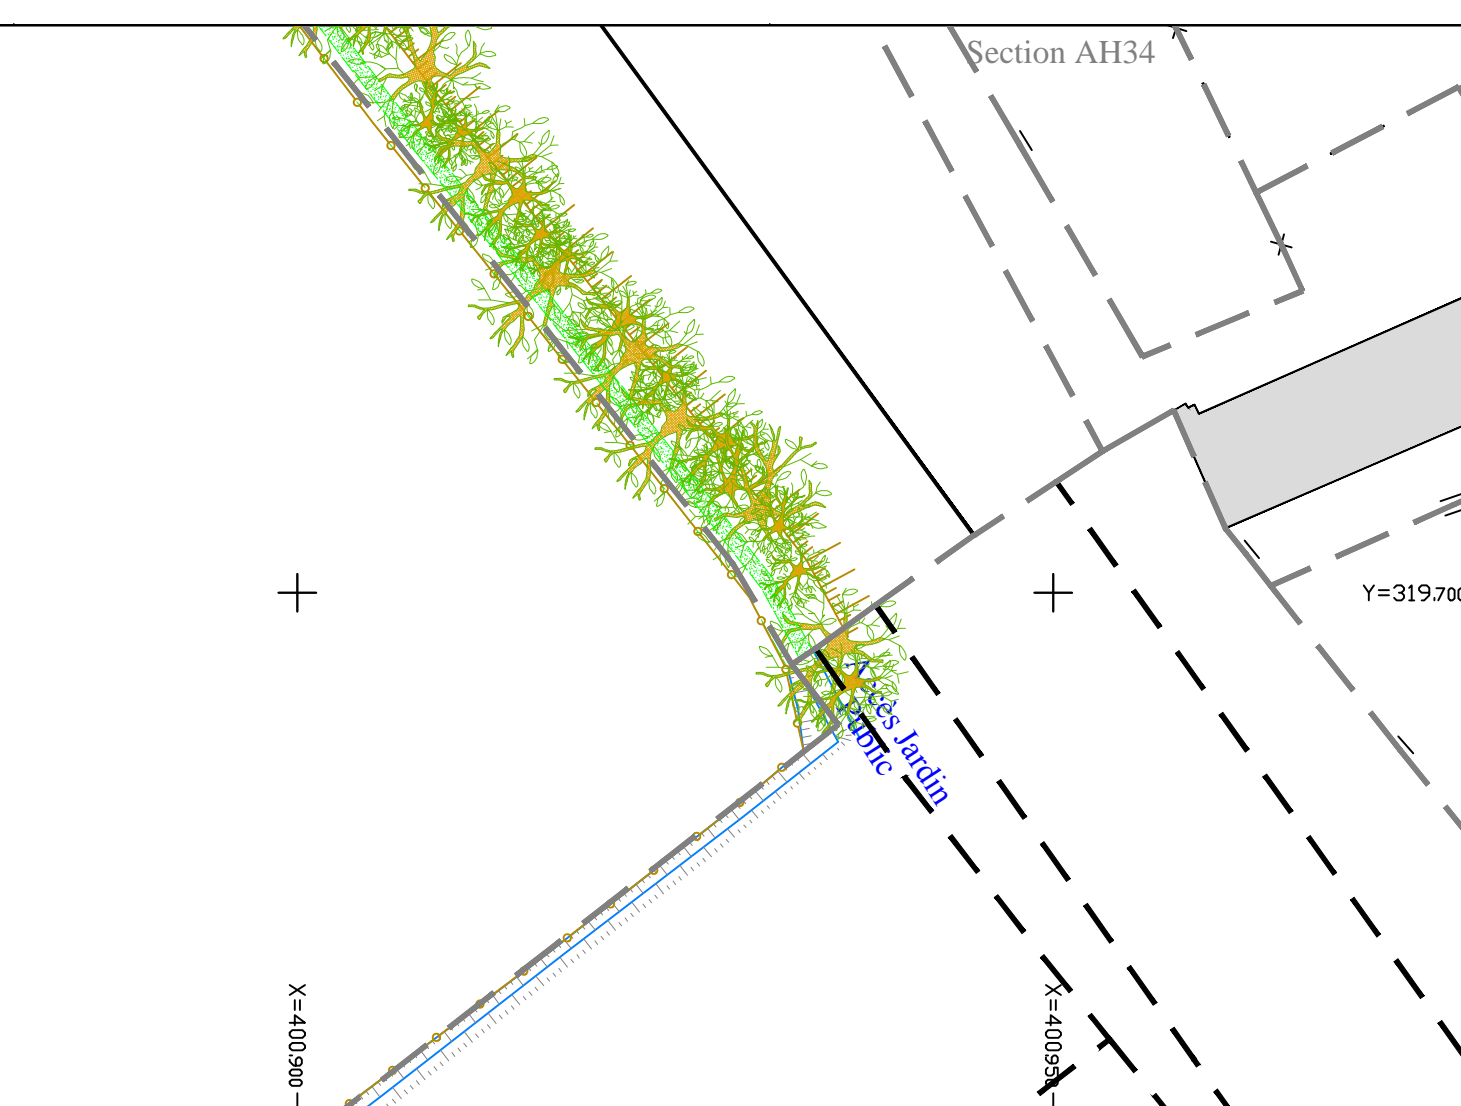 Section AH34
Y=319.700
Accès Jardin
Public
X=400.900
X=400.950